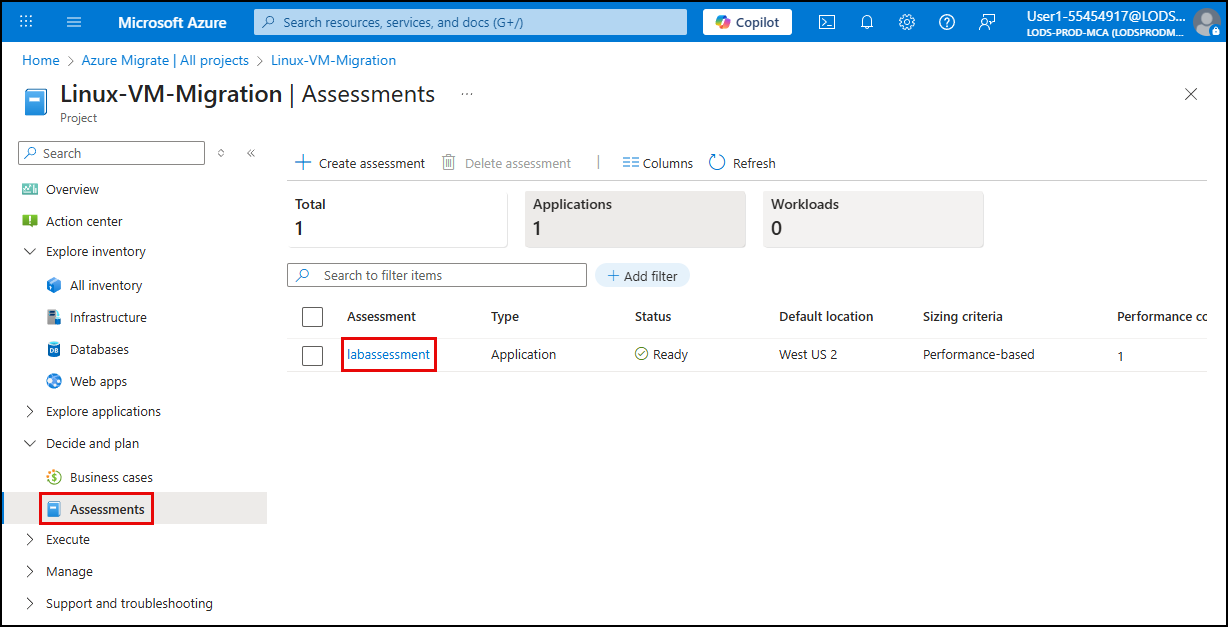 Microsoft Azure
Search resources, services, and docs (G+/)
Copilot
User1-55454917@LODS...
LODS-PROD-MCA (LODSPRODM...
Home > Azure Migrate | All projects > Linux-VM-Migration
Linux-VM-Migration | Assessments ...
Project
Search
Overview
Action center
Explore inventory
All inventory
Infrastructure
Databases
Web apps
Explore applications
Decide and plan
Business cases
Assessments
Execute
Manage
Support and troubleshooting
Create assessment Delete assessment | Columns Refresh
Total
1
Applications
1
Workloads
0
Search to filter items
Add filter
Assessment Type Status Default location Sizing criteria Performance co
labassessment Application Ready West US 2 Performance-based 1